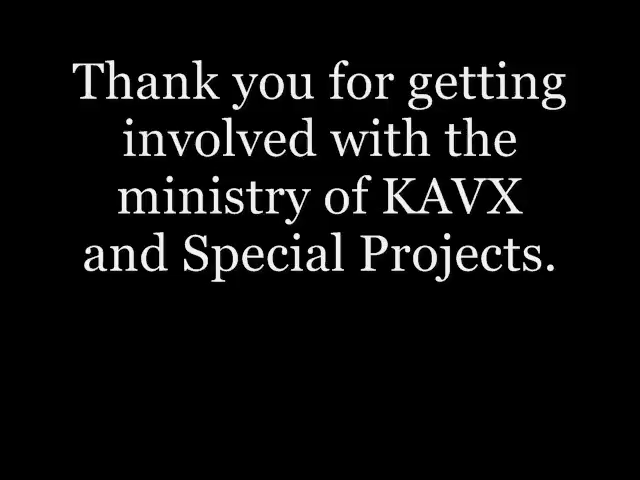 Thank you for getting
involved with the
ministry of KAVX
and Special Projects.